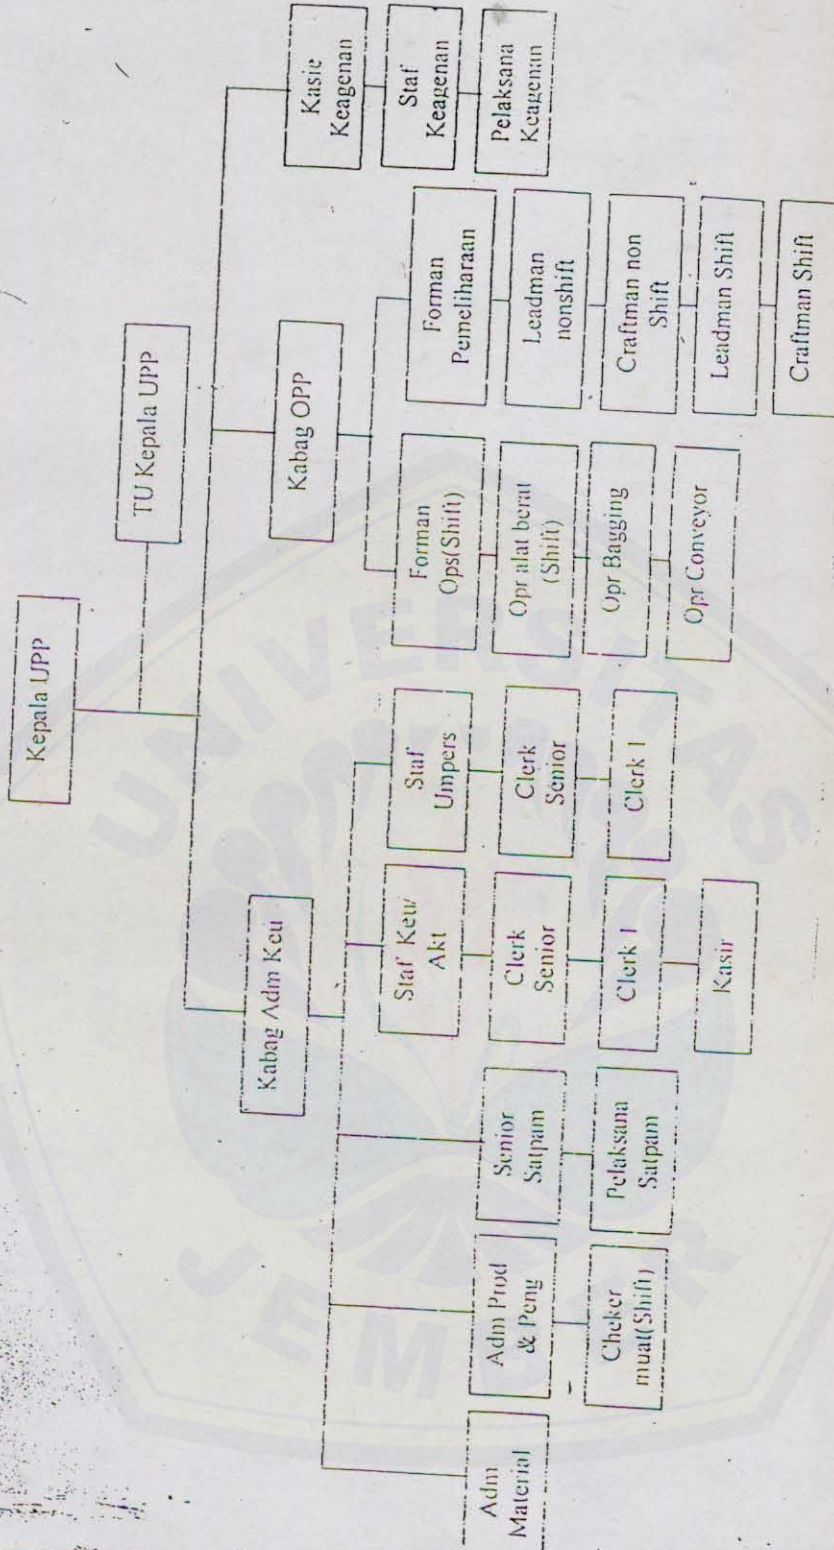 Kepala UPP
TU Kepala UPP
Kabag Adm Keu
Kabag OPP
Kasie
Keagenan
Staf
Keagenan
Pelaksana
Keagenan
Adm
Material
Adm Prod
& Peng
Cheker
muat(Shift)
Senior
Satpam
Pelaksana
Satpam
Staf Keu/
Akt
Clerk
Senior
Clerk I
Kasir
Staf
Umpers
Clerk
Senior
Clerk I
Forman
Ops(Shift)
Opr alat berat
(Shift)
Opr Bagging
Opr Conveyor
Forman
Pemeliharaan
Leadman
nonshift
Craftman non
Shift
Leadman Shift
Craftman Shift
UNIVERSITAS
JEMBER